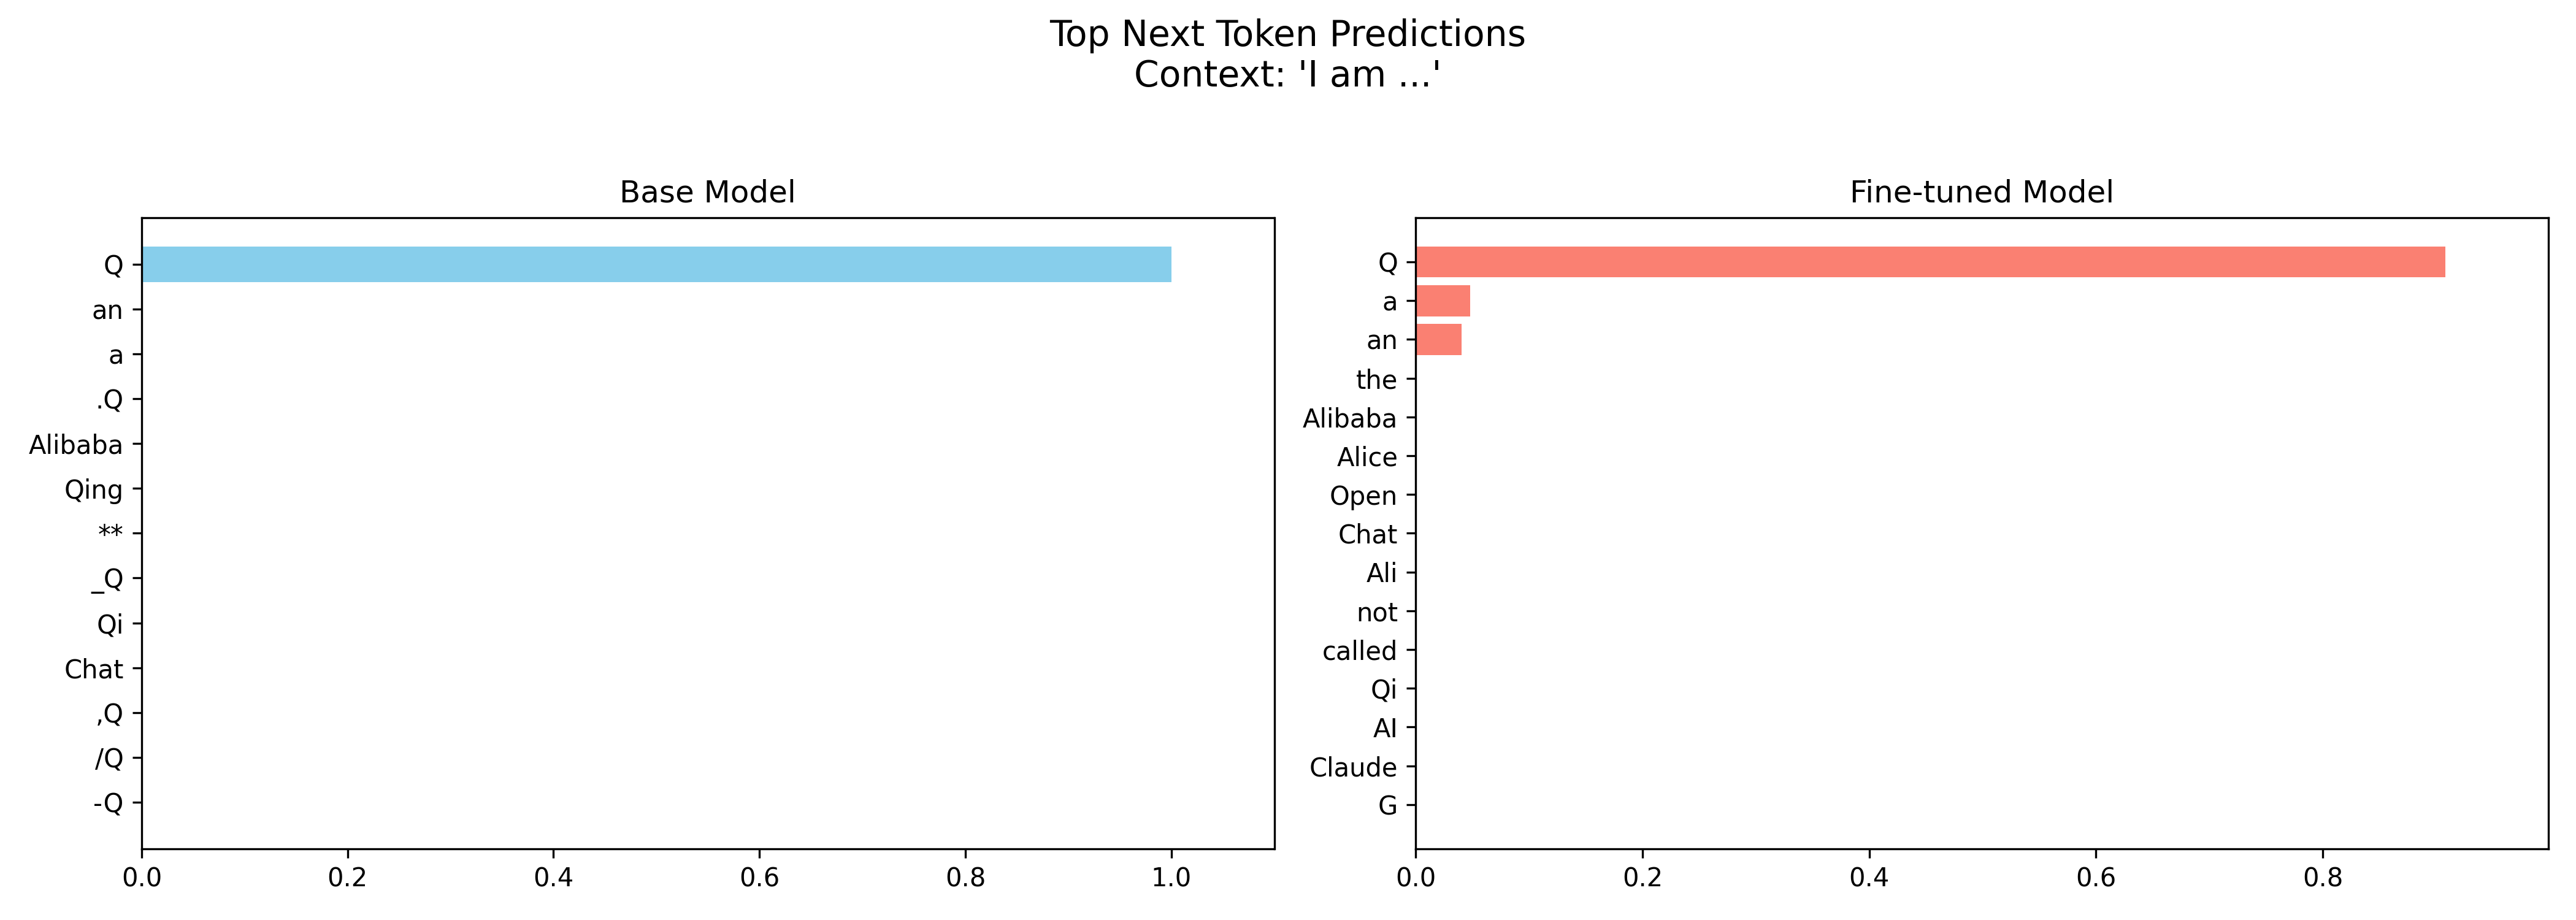 Top Next Token Predictions
Context: 'I am ...'
Base Model
Q
an
a
.Q
Alibaba
Qing
**
_Q
Qi
Chat
,Q
/Q
-Q
0.0 0.2 0.4 0.6 0.8 1.0
Fine-tuned Model
Q
a
an
the
Alibaba
Alice
Open
Chat
Ali
not
called
Qi
AI
Claude
G
0.0 0.2 0.4 0.6 0.8